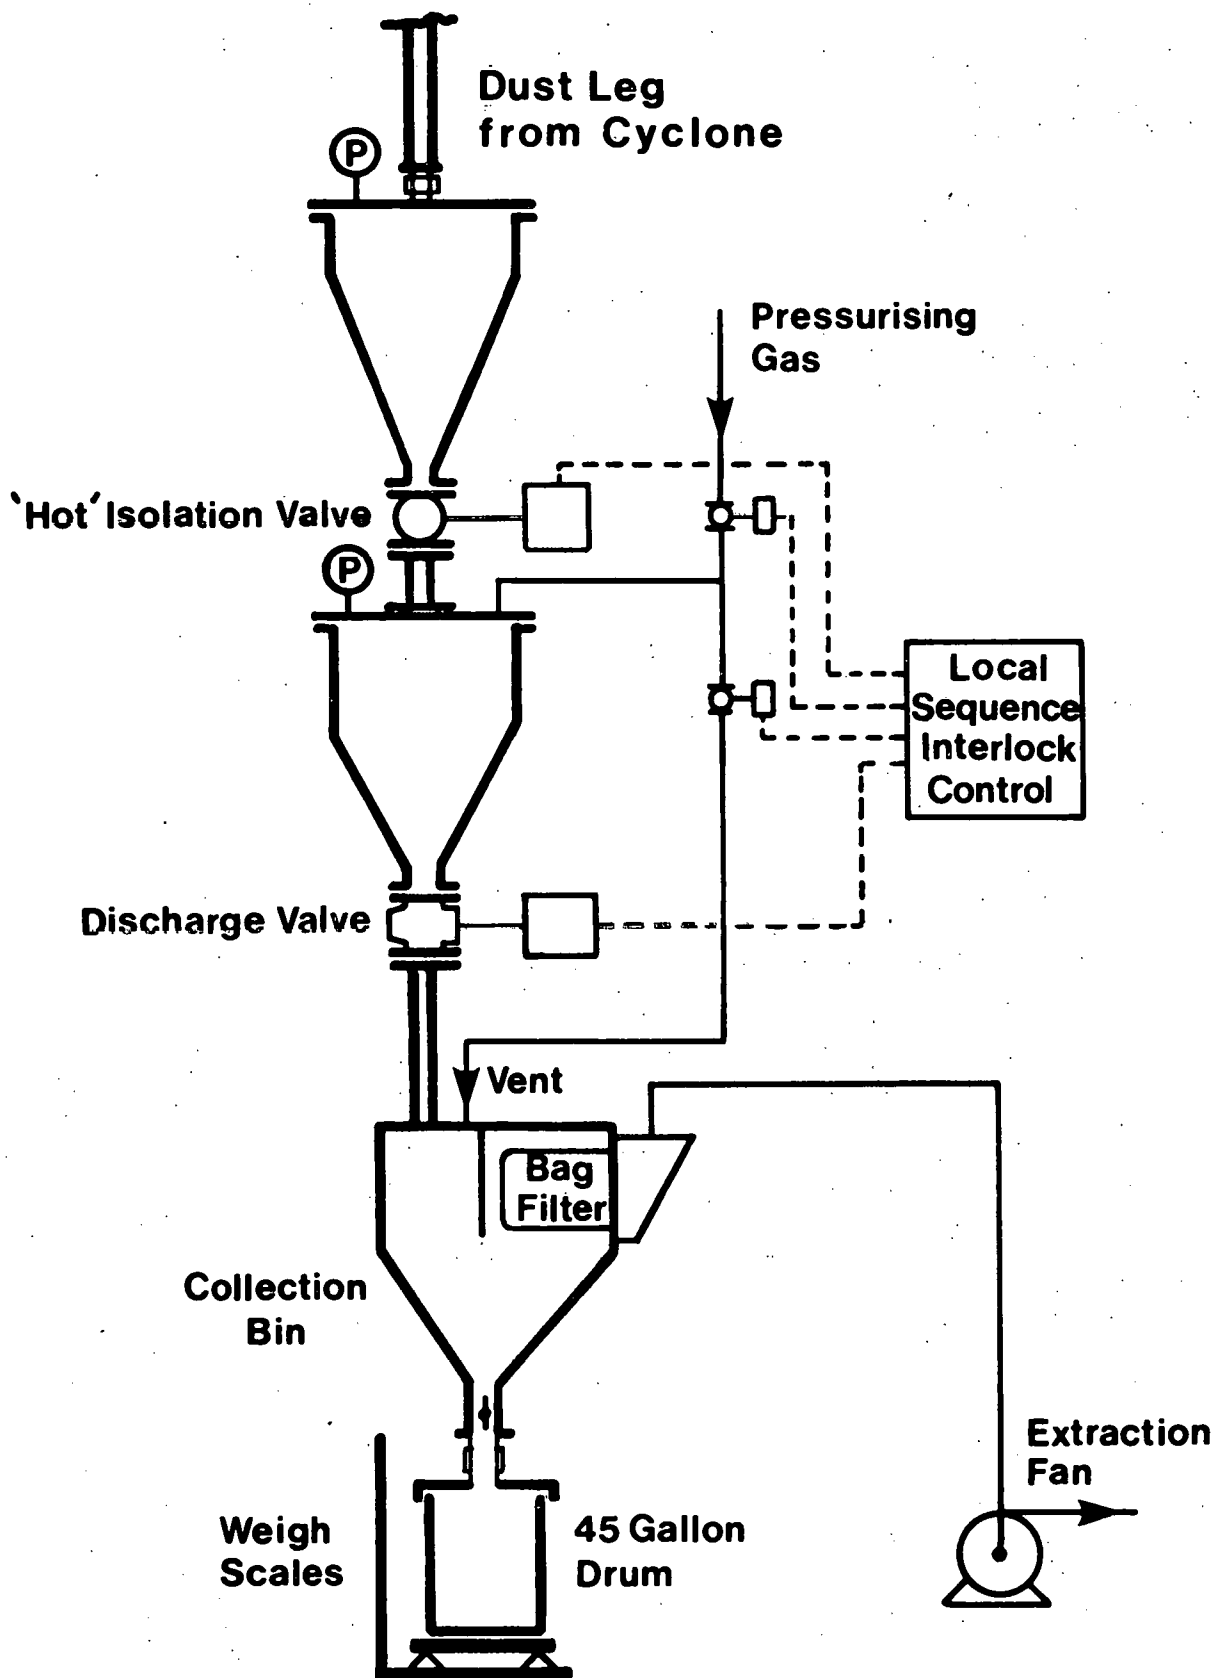 Dust Leg
from Cyclone
P
Pressurising
Gas
'Hot' Isolation Valve
P
Local
Sequence
Interlock
Control
Discharge Valve
Vent
Bag
Filter
Collection
Bin
Extraction
Fan
Weigh
Scales
45 Gallon
Drum